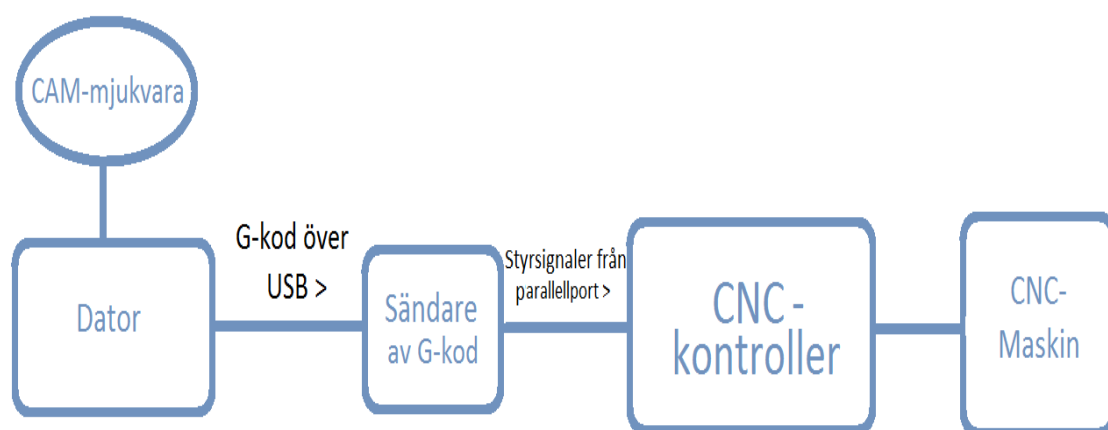 CAM-mjukvara
Dator
G-kod över
USB >
Sändare
av G-kod
Styrsignaler från
parallellport >
CNC -
kontroller
CNC-
Maskin